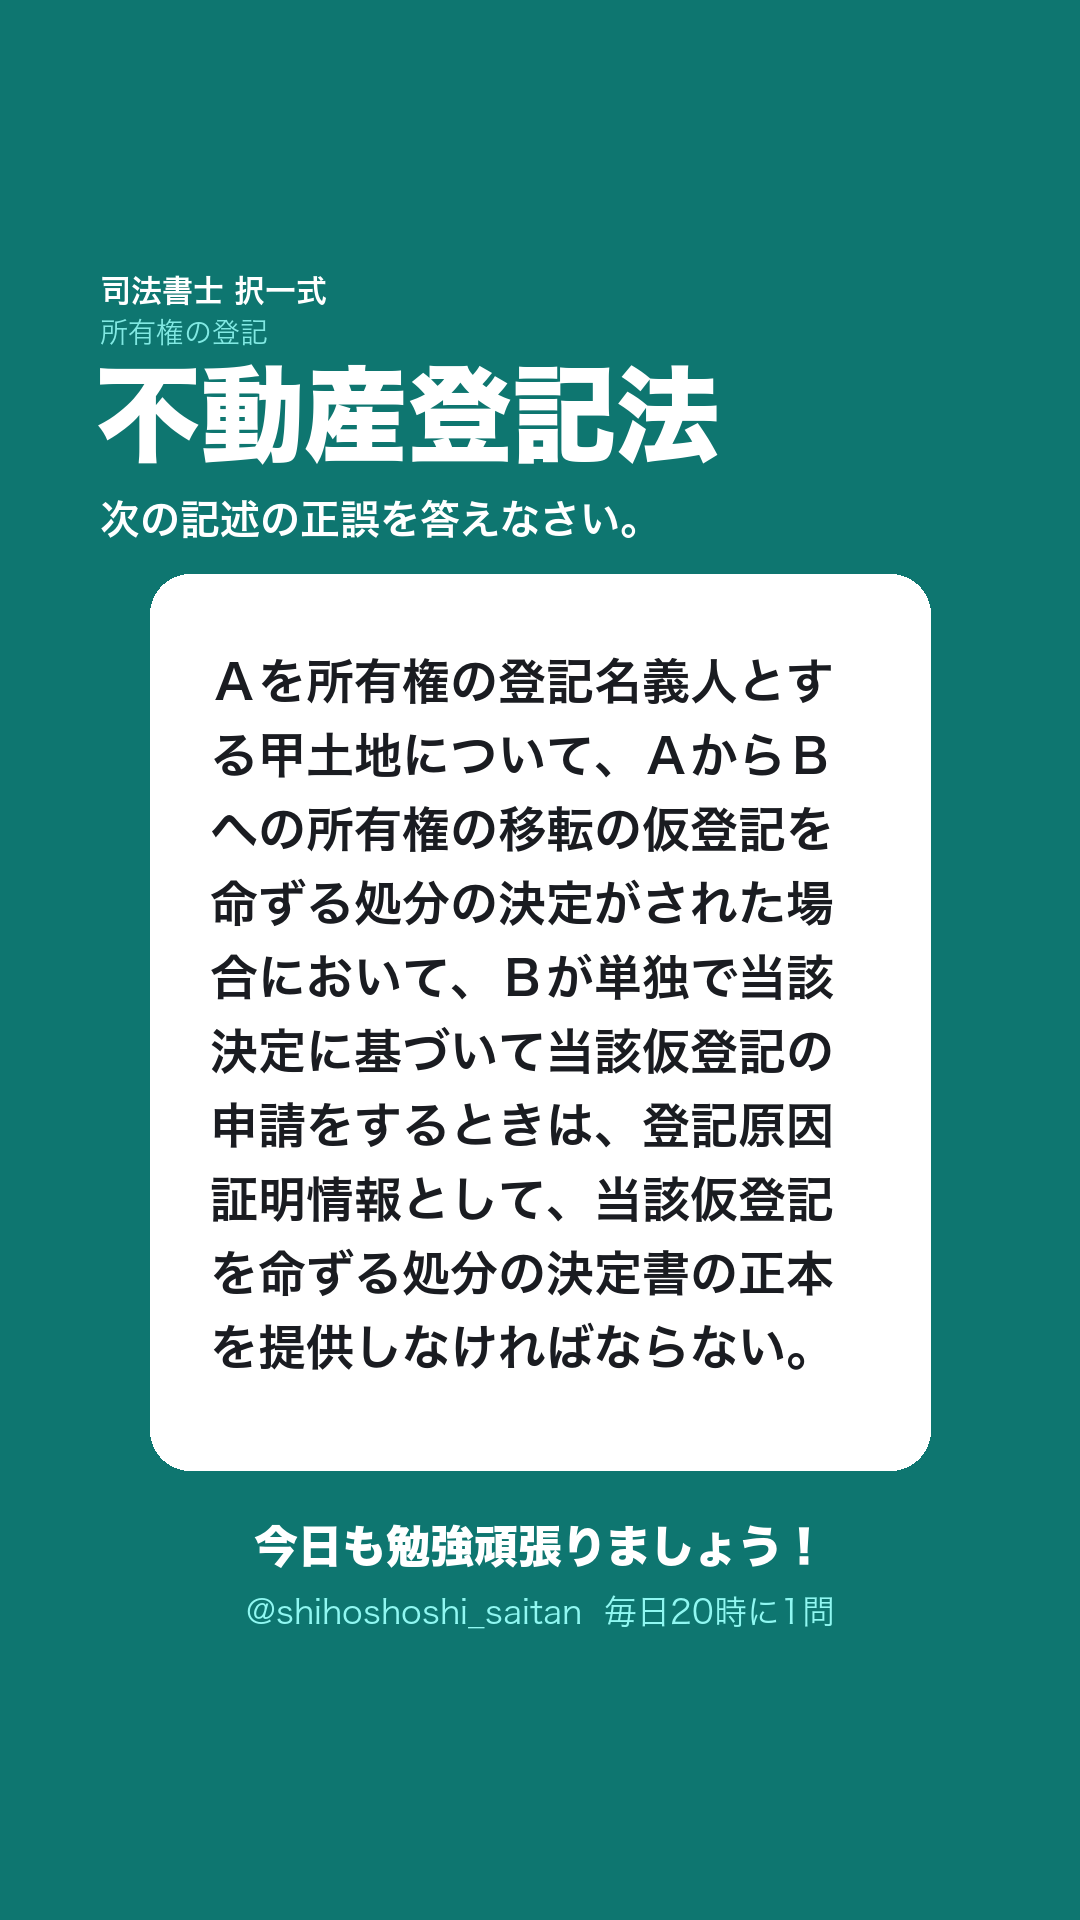 司法書士 択一式
所有権の登記
不動産登記法
次の記述の正誤を答えなさい。
Ａを所有権の登記名義人とす
る甲土地について、ＡからＢ
への所有権の移転の仮登記を
命ずる処分の決定がされた場
合において、Ｂが単独で当該
決定に基づいて当該仮登記の
申請をするときは、登記原因
証明情報として、当該仮登記
を命ずる処分の決定書の正本
を提供しなければならない。
今日も勉強頑張りましょう！
@shihoshoshi_saitan 毎日20時に1問